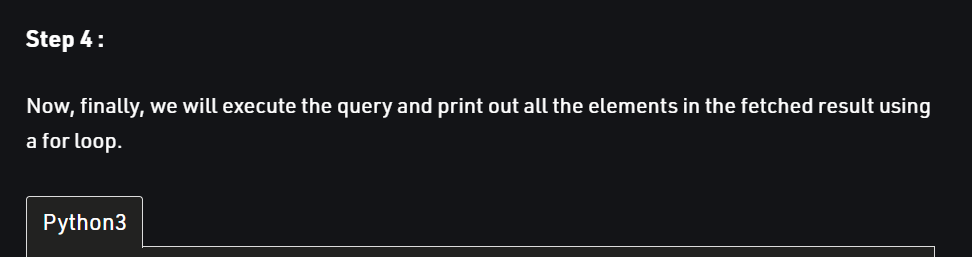 Step 4 :
Now, finally, we will execute the query and print out all the elements in the fetched result using
a for loop.
Python3